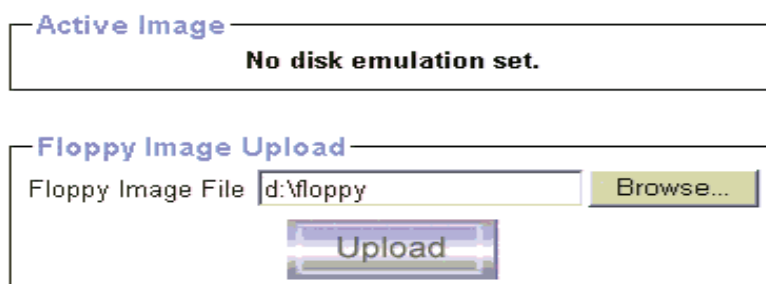 Active Image
No disk emulation set.
Floppy Image Upload
Floppy Image File d:\floppy Browse...
Upload